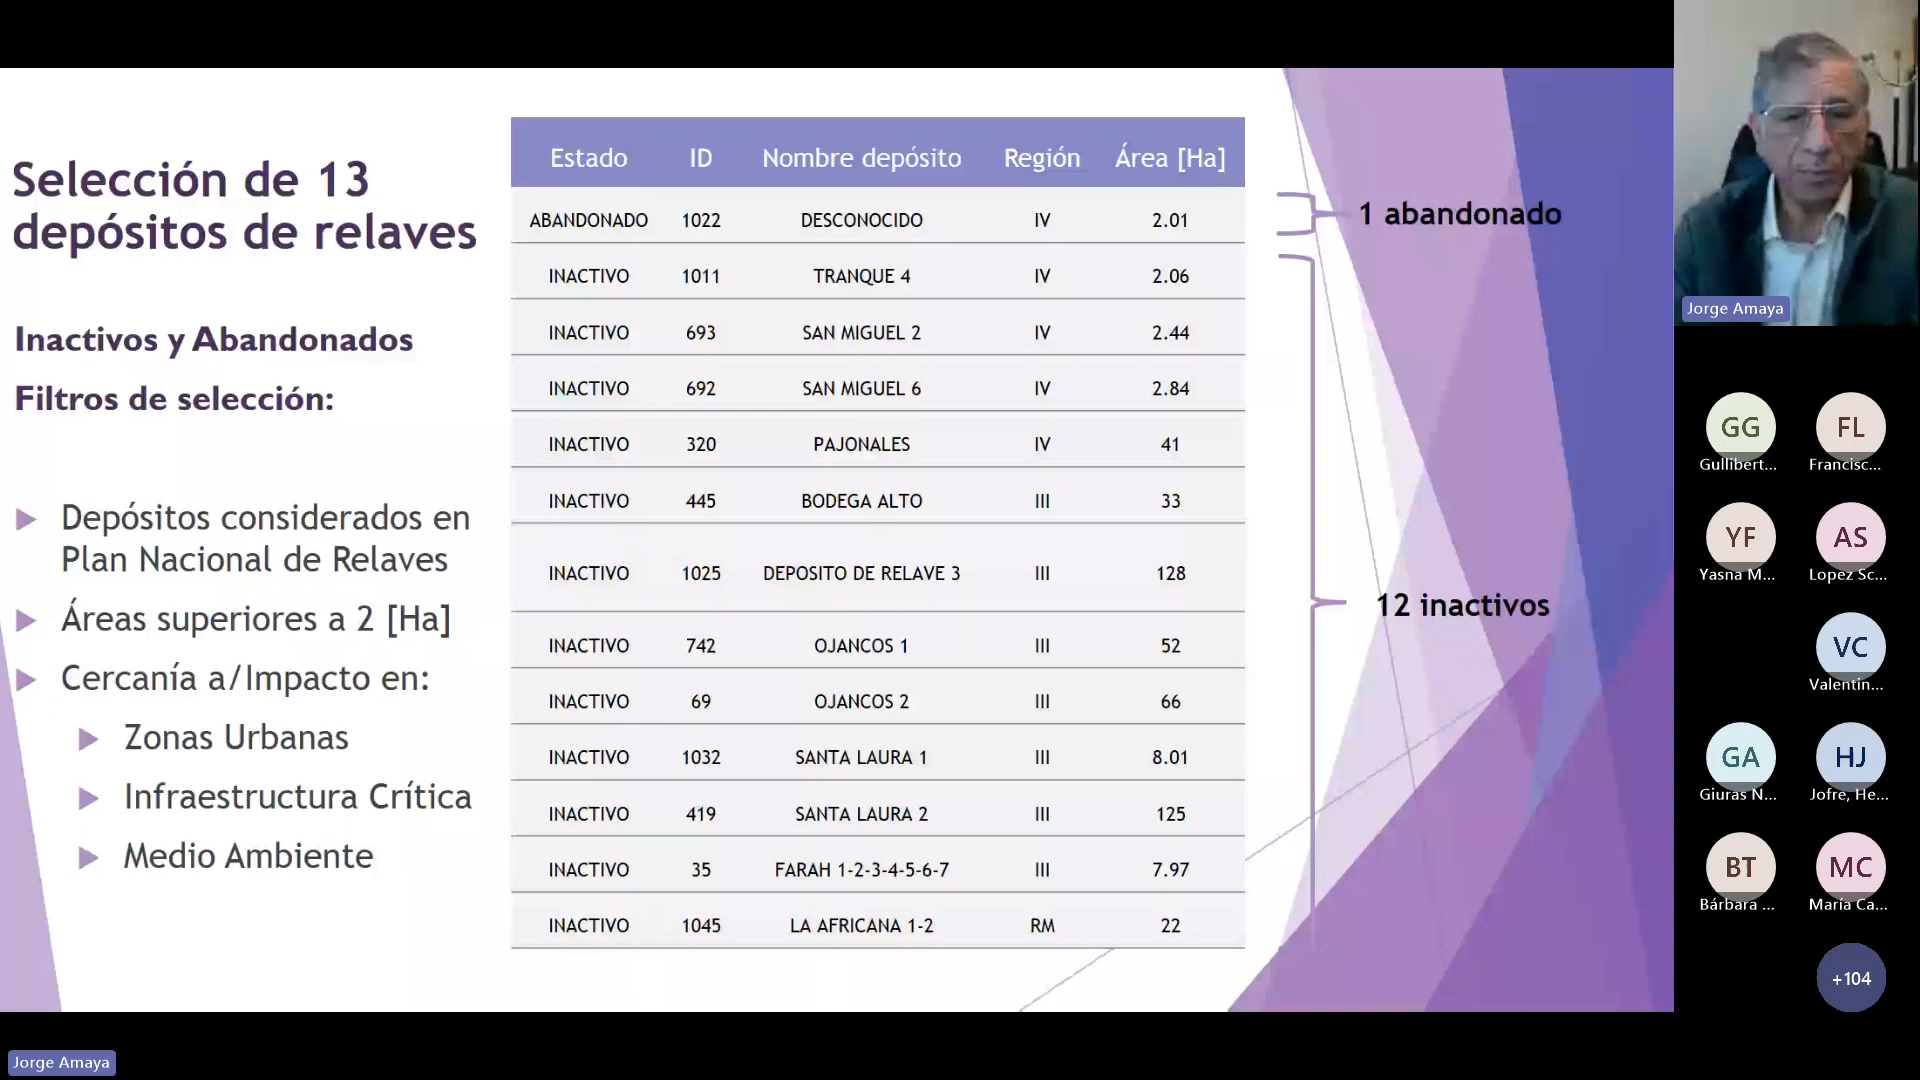 Selección de 13
depósitos de relaves
Inactivos y Abandonados
Filtros de selección:
Depósitos considerados en
Plan Nacional de Relaves
Áreas superiores a 2 [Ha]
Cercanía a/Impacto en:
Zonas Urbanas
Infraestructura Crítica
Medio Ambiente
Estado ID Nombre depósito Región Área [Ha]
ABANDONADO 1022 DESCONOCIDO IV 2.01
INACTIVO 1011 TRANQUE 4 IV 2.06
INACTIVO 693 SAN MIGUEL 2 IV 2.44
INACTIVO 692 SAN MIGUEL 6 IV 2.84
INACTIVO 320 PAJONALES IV 41
INACTIVO 445 BODEGA ALTO III 33
INACTIVO 1025 DEPOSITO DE RELAVE 3 III 128
INACTIVO 742 OJANCOS 1 III 52
INACTIVO 69 OJANCOS 2 III 66
INACTIVO 1032 SANTA LAURA 1 III 8.01
INACTIVO 419 SANTA LAURA 2 III 125
INACTIVO 35 FARAH 1-2-3-4-5-6-7 III 7.97
INACTIVO 1045 LA AFRICANA 1-2 RM 22
1 abandonado
12 inactivos
Jorge Amaya
GG FL
Gullibert... Francisc...
YF AS
Yasna M... Lopez Sc...
VC
Valentin...
GA HJ
Giuras N... Jofre, He...
BT MC
Bárbara ... María Ca...
+104
Jorge Amaya